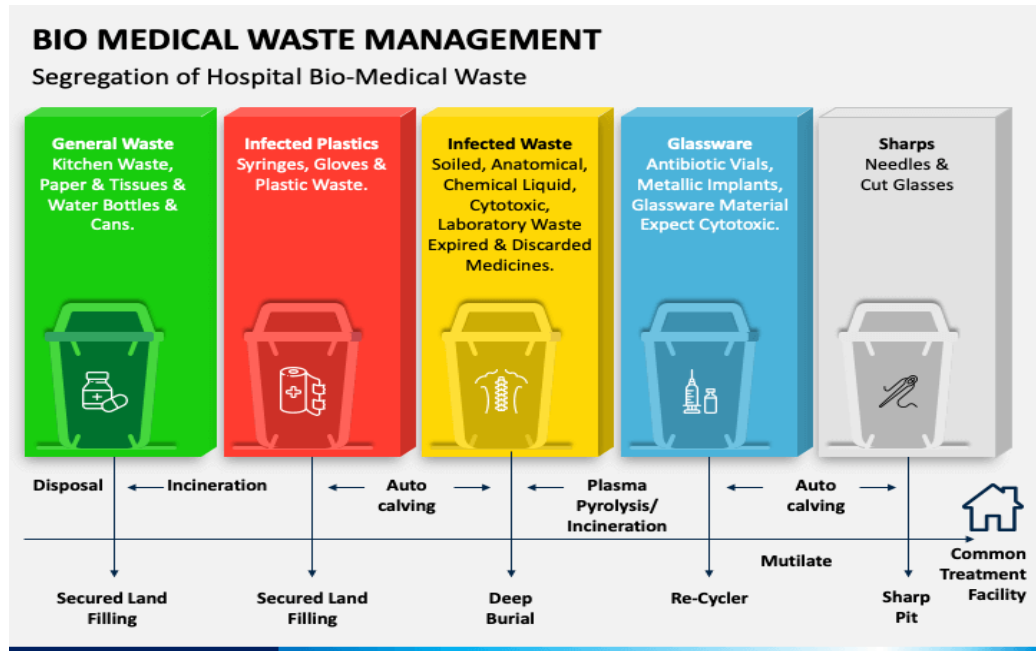 BIO MEDICAL WASTE MANAGEMENT
Segregation of Hospital Bio-Medical Waste
General Waste
Kitchen Waste,
Paper & Tissues &
Water Bottles &
Cans.
Infected Plastics
Syringes, Gloves &
Plastic Waste.
Infected Waste
Soiled, Anatomical,
Chemical Liquid,
Cytotoxic,
Laboratory Waste
Expired & Discarded
Medicines.
Glassware
Antibiotic Vials,
Metallic Implants,
Glassware Material
Expect Cytotoxic.
Sharps
Needles &
Cut Glasses
Disposal
Incineration
Auto
calving
Plasma
Pyrolysis/
Incineration
Auto
calving
Mutilate
Common
Treatment
Facility
Secured Land
Filling
Secured Land
Filling
Deep
Burial
Re-Cycler
Sharp
Pit